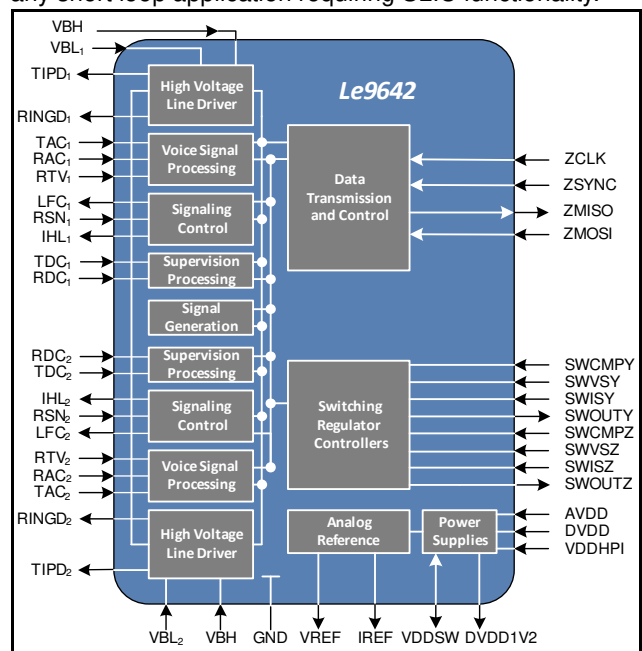 any short loop application requiring SLIC functionality.
VBH
VBL1
TIPD1
RINGD1
TAC1
RAC1
RTV1
LFC1
RSN1
IHL1
TDC1
RDC1
RDC2
TDC2
IHL2
RSN2
LFC2
RTV2
RAC2
TAC2
RINGD2
TIPD2
Le9642
High Voltage
Line Driver
Voice Signal
Processing
Signaling
Control
Supervision
Processing
Signal
Generation
Supervision
Processing
Signaling
Control
Voice Signal
Processing
High Voltage
Line Driver
Data
Transmission
and Control
Switching
Regulator
Controllers
Analog
Reference
Power
Supplies
ZCLK
ZSYNC
ZMISO
ZMOSI
SWCMPY
SWVSY
SWISY
SWOUTY
SWCMPZ
SWVSZ
SWISZ
SWOUTZ
AVDD
DVDD
VDDHPI
VBL2
VBH
GND
VREF
IREF
VDDSW
DVDD1V2